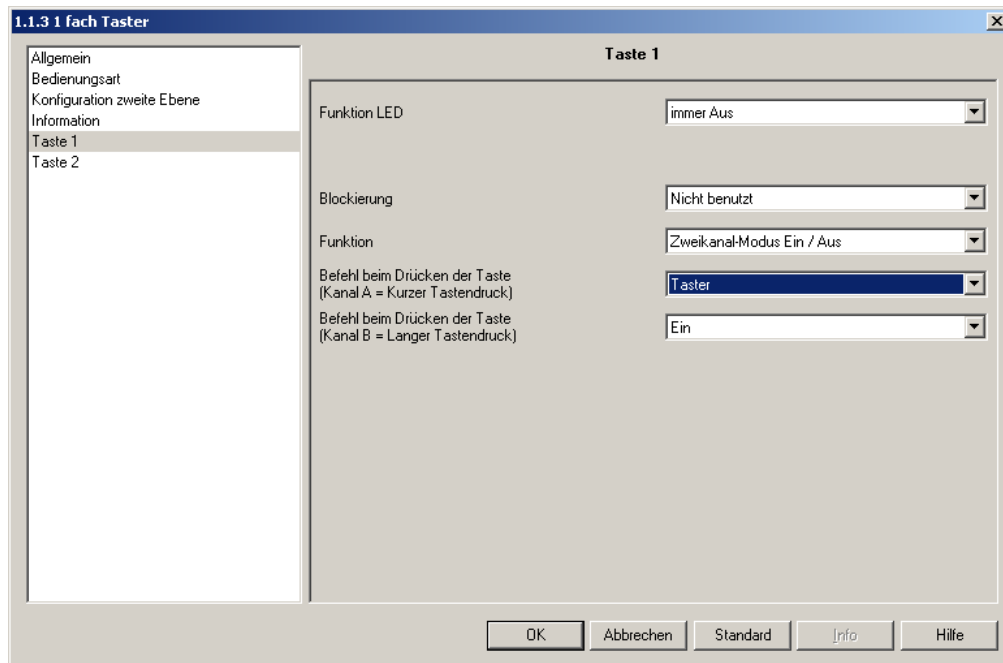 1.1.3 1 fach Taster
Allgemein
Bedienungsart
Konfiguration zweite Ebene
Information
Taste 1
Taste 2
Taste 1
Funktion LED
immer Aus
Blockierung
Nicht benutzt
Funktion
Zweikanal-Modus Ein / Aus
Befehl beim Drücken der Taste
(Kanal A = Kurzer Tastendruck)
Taster
Befehl beim Drücken der Taste
(Kanal B = Langer Tastendruck)
Ein
OK
Abbrechen
Standard
Info
Hilfe